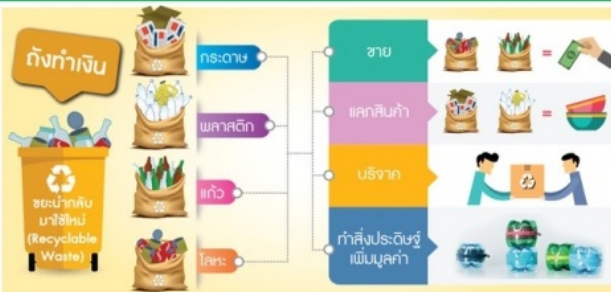 ถังทำเงิน
ขยะนำกลับ
มาใช้ใหม่
(Recyclable
Waste)
กระดาษ
พลาสติก
แก้ว
โลหะ
ขาย
แลกสินค้า
บริจาค
ทำสิ่งประดิษฐ์
เพิ่มมูลค่า